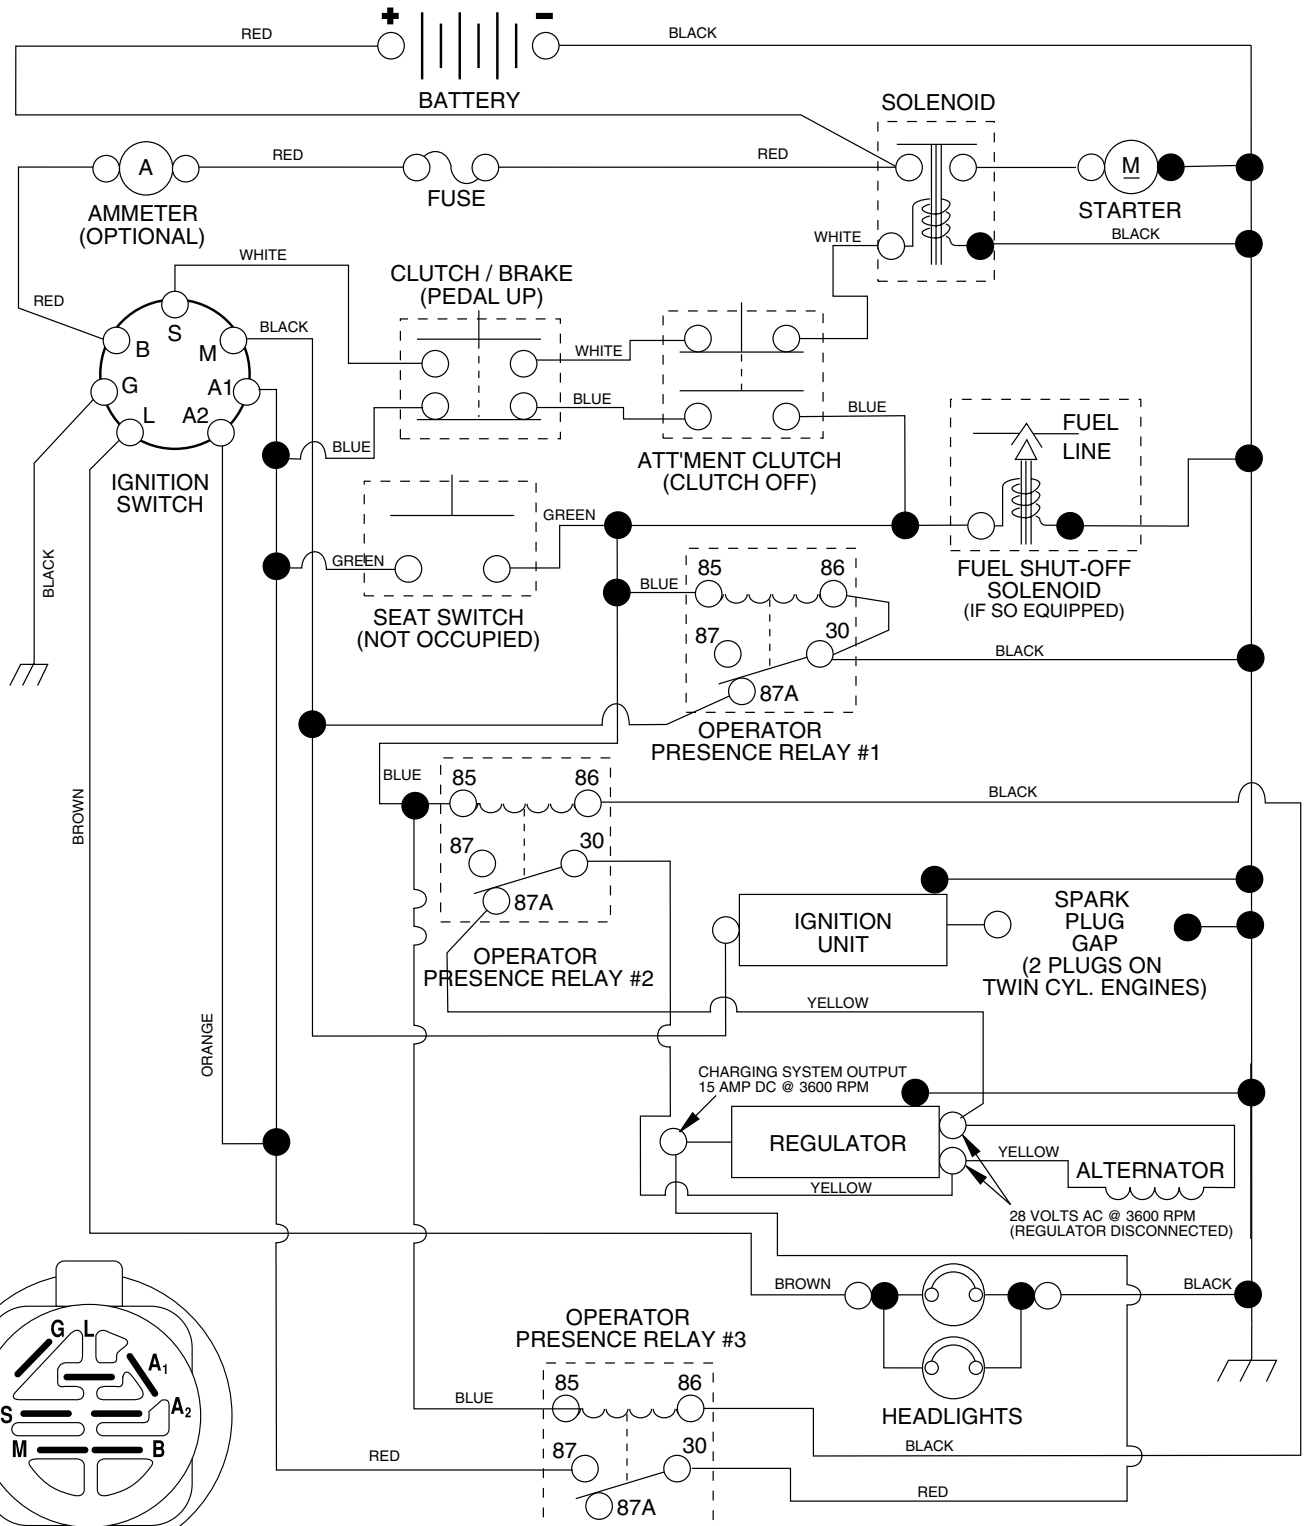 +
-
RED
BLACK
BATTERY
SOLENOID
A
RED
RED
M
FUSE
AMMETER
(OPTIONAL)
STARTER
WHITE
BLACK
WHITE
CLUTCH / BRAKE
(PEDAL UP)
RED
S
BLACK
B
M
WHITE
G
A1
BLUE
BLUE
L
A2
FUEL
LINE
BLUE
ATT'MENT CLUTCH
(CLUTCH OFF)
IGNITION
SWITCH
GREEN
BLACK
GREEN
85
86
BLUE
FUEL SHUT-OFF
SOLENOID
(IF SO EQUIPPED)
SEAT SWITCH
(NOT OCCUPIED)
87
30
BLACK
87A
OPERATOR
PRESENCE RELAY #1
BLUE
85
86
BLACK
BROWN
87
30
87A
IGNITION
UNIT
SPARK
PLUG
GAP
(2 PLUGS ON
TWIN CYL. ENGINES)
OPERATOR
PRESENCE RELAY #2
YELLOW
ORANGE
CHARGING SYSTEM OUTPUT
15 AMP DC @ 3600 RPM
REGULATOR
YELLOW
ALTERNATOR
YELLOW
28 VOLTS AC @ 3600 RPM
(REGULATOR DISCONNECTED)
BROWN
BLACK
OPERATOR
PRESENCE RELAY #3
G
L
A1
A2
S
M
B
85
86
BLUE
HEADLIGHTS
87
30
BLACK
RED
RED
87A